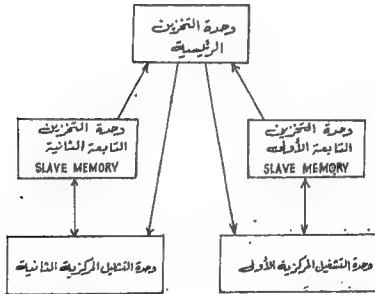 وحدة التخزين
الرئيسية
وحدة التخزين
التابعة الأولى
SLAVE MEMORY
وحدة التخزين
التابعة الثانية
SLAVE MEMORY
وحدة التشغيل المركزية الأولى
وحدة التشغيل المركزية الثانية